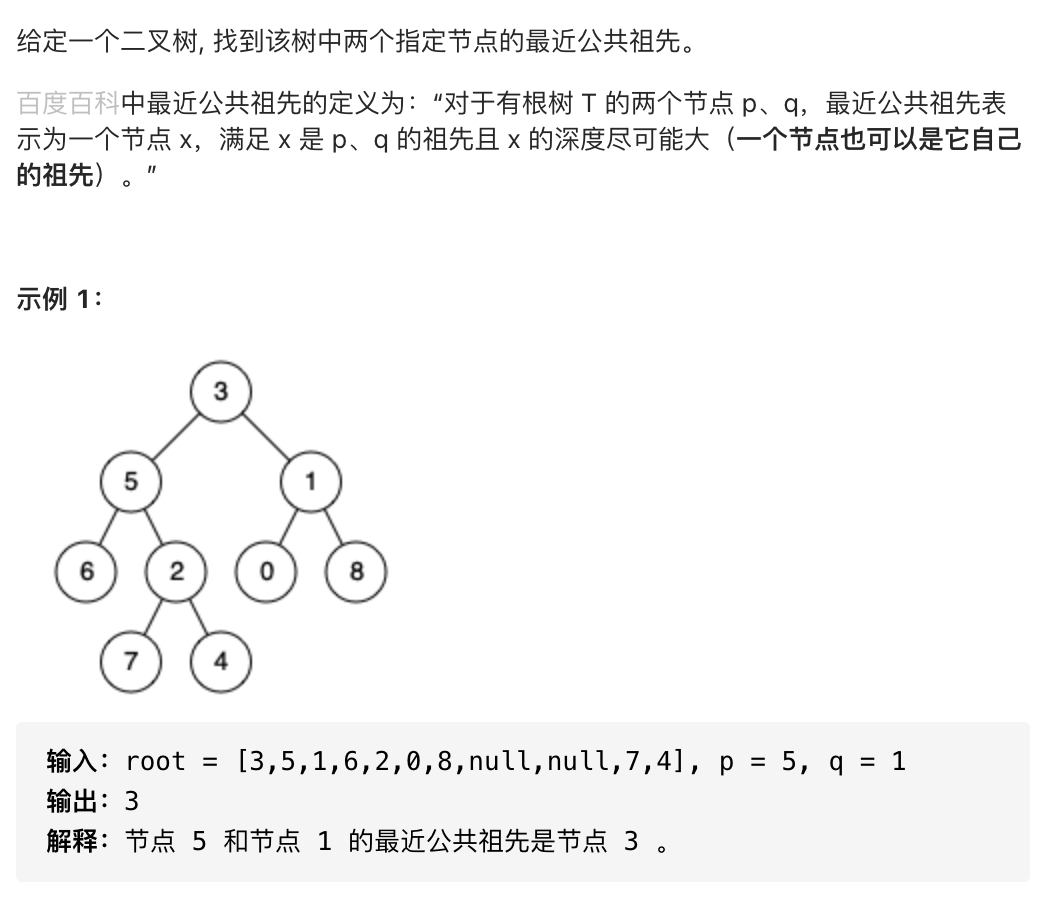 给定一个二叉树, 找到该树中两个指定节点的最近公共祖先。
百度百科中最近公共祖先的定义为：“对于有根树 T 的两个节点 p、q，最近公共祖先表
示为一个节点 x，满足 x 是 p、q 的祖先且 x 的深度尽可能大（一个节点也可以是它自己
的祖先）。”
示例 1：
3
5 1
6 2 0 8
7 4
输入：root = [3,5,1,6,2,0,8,null,null,7,4], p = 5, q = 1
输出：3
解释：节点 5 和节点 1 的最近公共祖先是节点 3 。